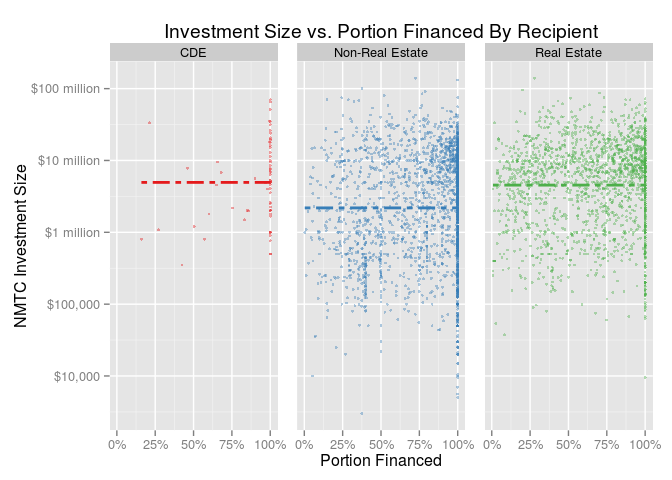 Investment Size vs. Portion Financed By Recipient
CDE Non-Real Estate Real Estate
NMTC Investment Size
$100 million
$10 million
$1 million
$100,000
$10,000
0% 25% 50% 75% 100% 0% 25% 50% 75% 100% 0% 25% 50% 75% 100%
Portion Financed